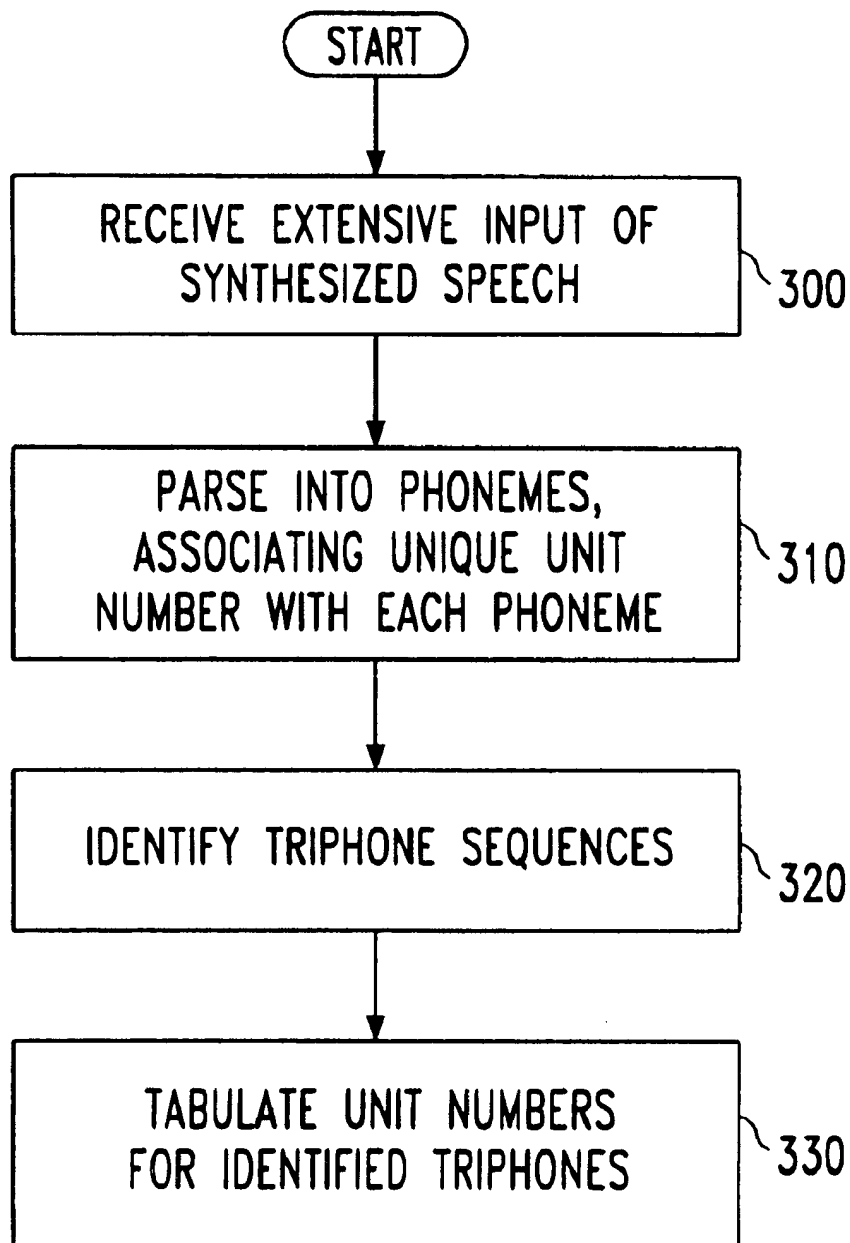 START
RECEIVE EXTENSIVE INPUT OF
SYNTHESIZED SPEECH
300
PARSE INTO PHONEMES,
ASSOCIATING UNIQUE UNIT
NUMBER WITH EACH PHONEME
310
IDENTIFY TRIPHONE SEQUENCES
320
TABULATE UNIT NUMBERS
FOR IDENTIFIED TRIPHONES
330